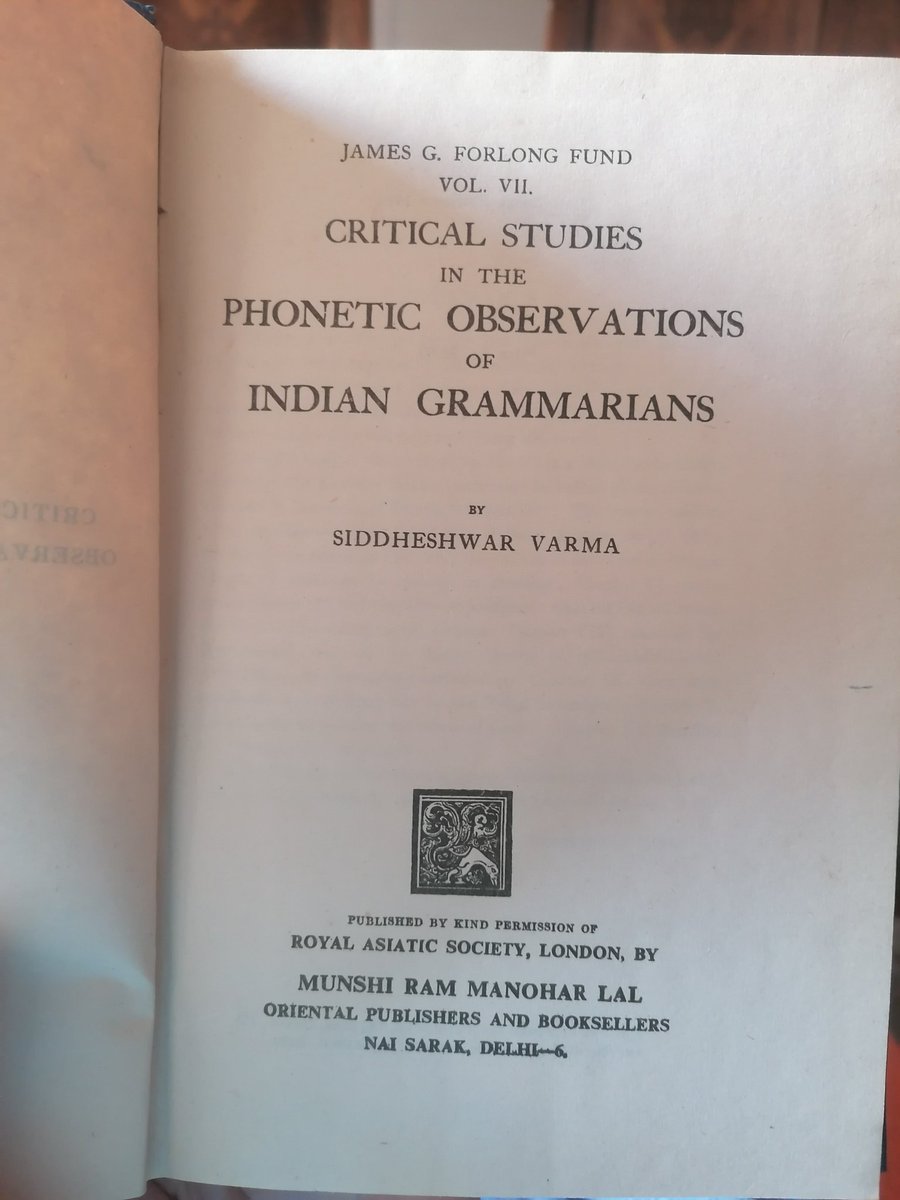 JAMES G. FORLONG FUND
VOL. VII.
CRITICAL STUDIES
IN THE
PHONETIC OBSERVATIONS
OF
INDIAN GRAMMARIANS
BY
SIDDHESHWAR VARMA
PUBLISHED BY KIND PERMISSION OF
ROYAL ASIATIC SOCIETY, LONDON, BY
MUNSHI RAM MANOHAR LAL
ORIENTAL PUBLISHERS AND BOOKSELLERS
NAI SARAK, DELHI—6.